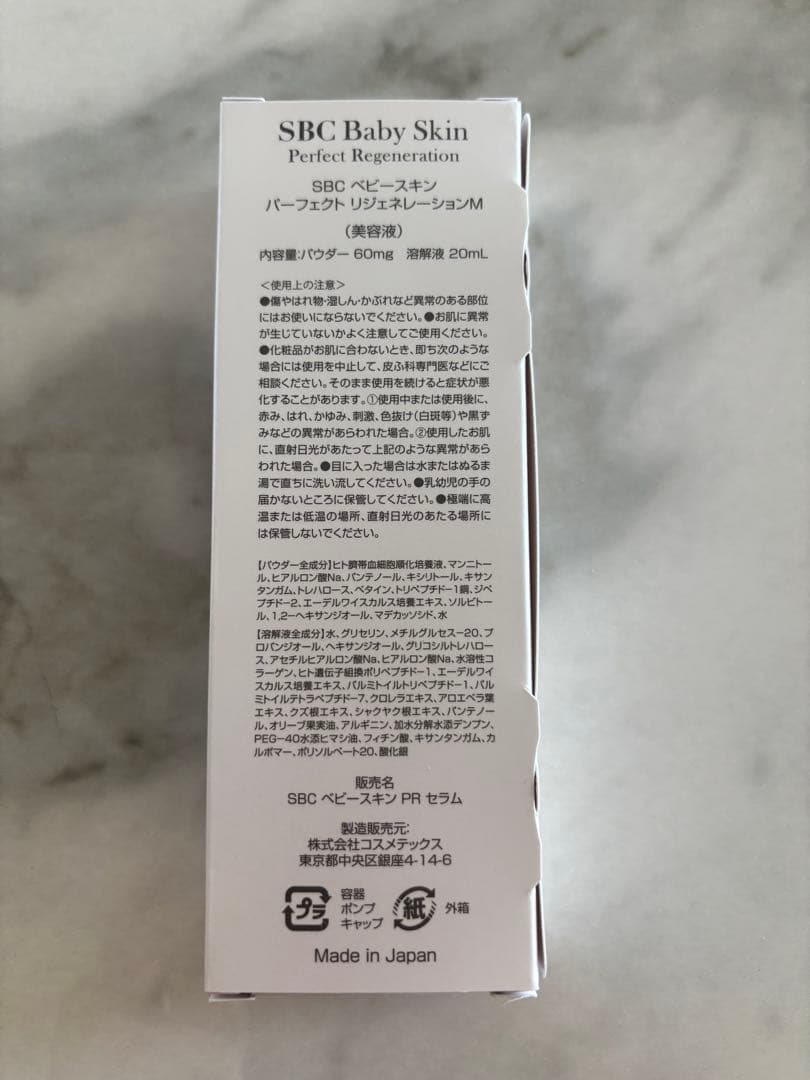 SBC Baby Skin
Perfect Regeneration
SBC ベビースキン
パーフェクト リジェネレーションM
（美容液）
内容量:パウダー 60mg 溶解液 20mL
＜使用上の注意＞
●傷やはれ物・湿しん・かぶれなど異常のある部位
にはお使いにならないでください。●お肌に異常
が生じていないかよく注意してご使用ください。
●化粧品がお肌に合わないとき、即ち次のような
場合には使用を中止して、皮ふ科専門医などにご
相談ください。そのまま使用を続けると症状が悪
化することがあります。①使用中または使用後に、
赤み、はれ、かゆみ、刺激、色抜け(白斑等)や黒ず
みなどの異常があらわれた場合。②使用したお肌
に、直射日光があたって上記のような異常があら
われた場合。●目に入った場合は水またはぬるま
湯で直ちに洗い流してください。●乳幼児の手の
届かないところに保管してください。●極端に高
温または低温の場所、直射日光のあたる場所に
は保管しないでください。
【パウダー全成分】ヒト臍帯血細胞順化培養液、マンニトー
ル、ヒアルロン酸Na、パンテノール、キシリトール、キサン
タンガム、トレハロース、ベタイン、トリペプチド-1銅、ジペ
プチド-2、エーデルワイスカルス培養エキス、ソルビトー
ル、1,2-ヘキサンジオール、マデカッソシド、水
【溶解液全成分】水、グリセリン、メチルグルセス-20、プ
ロパンジオール、ヘキサンジオール、グリコシルトレハロ
ース、アセチルヒアルロン酸Na、ヒアルロン酸Na、水溶性コ
ラーゲン、ヒト遺伝子組換ポリペプチド-1、エーデルワイ
スカルス培養エキス、パルミトイルトリペプチド-1、パル
ミトイルテトラペプチド-7、クロレラエキス、アロエベラ葉
エキス、クズ根エキス、シャクヤク根エキス、パンテノー
ル、オリーブ果実油、アルギニン、加水分解水添デンプン、
PEG-40水添ヒマシ油、フィチン酸、キサンタンガム、カ
ルボマー、ポリソルベート20、酸化銀
販売名
SBC ベビースキン PR セラム
製造販売元:
株式会社コスメテックス
東京都中央区銀座4-14-6
プラ 容器
ポンプ
キャップ
紙 外箱
Made in Japan